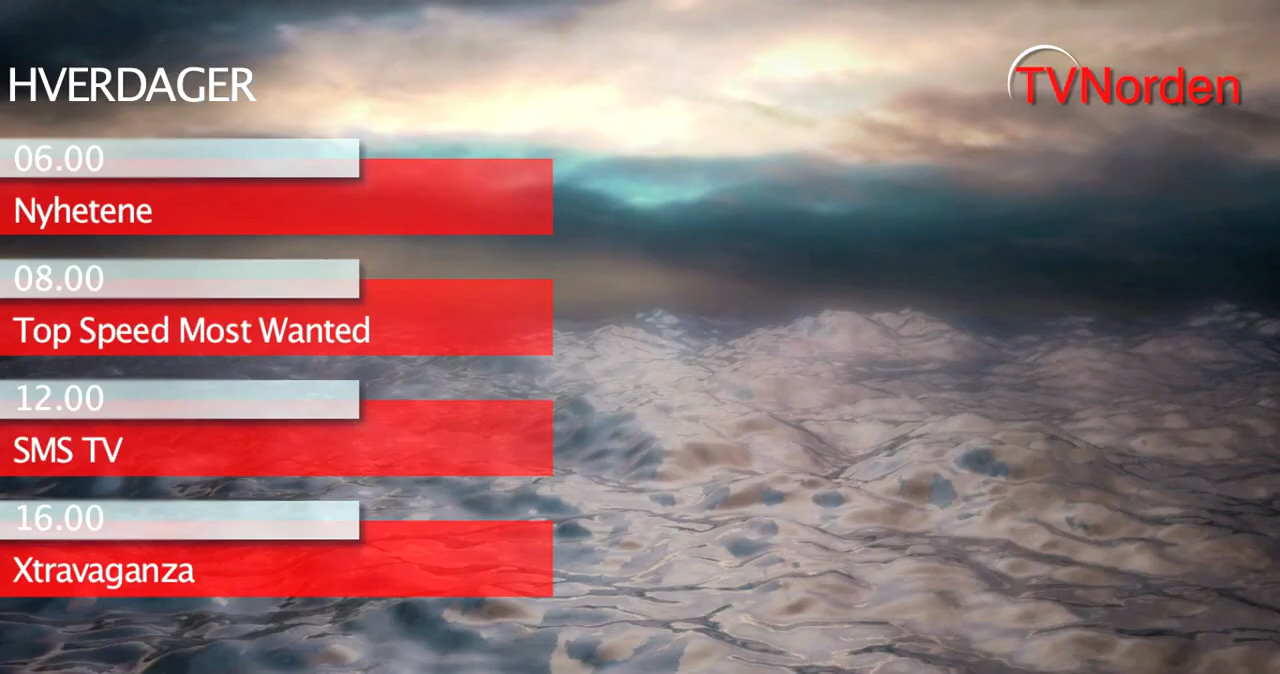 HVERDAGER
TVNorden
06.00
Nyhetene
08.00
Top Speed Most Wanted
12.00
SMS TV
16.00
Xtravaganza